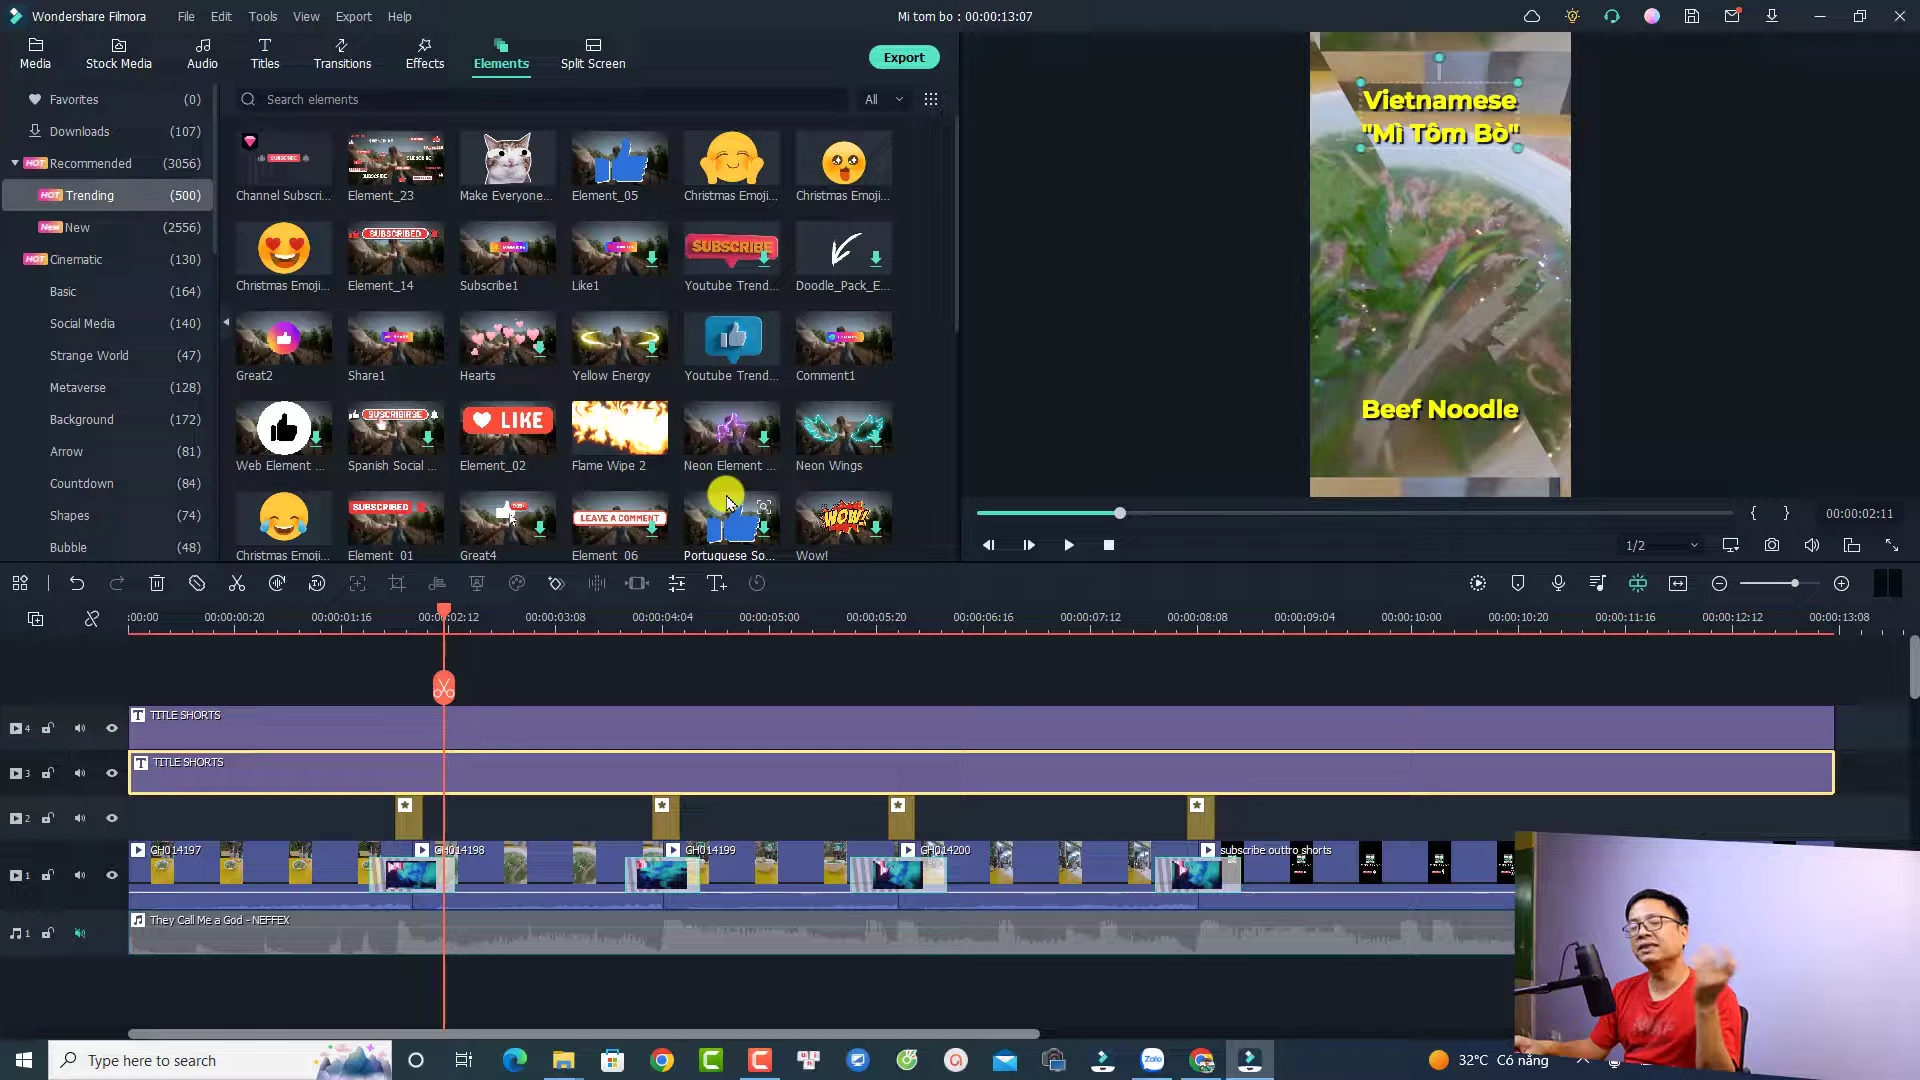 Wondershare Filmora
File
Edit
Tools
View
Export
Help
Mi tom bo : 00:00:13:07
Media
Stock Media
Audio
Titles
Transitions
Effects
Elements
Split Screen
Export
Favorites
(0)
Search elements
All
Downloads
(107)
HOT Recommended
(3056)
HOT Trending
(500)
New New
(2556)
HOT Cinematic
(130)
Basic
(164)
Social Media
(140)
Strange World
(47)
Metaverse
(128)
Background
(172)
Arrow
(81)
Countdown
(84)
Shapes
(74)
Bubble
(48)
Channel Subscri...
Element_23
Make Everyone...
Element_05
Christmas Emoji...
Christmas Emoji...
SUBSCRIBED
SUBSCRIBE
Christmas Emoji...
Element_14
Subscribe1
Like1
Youtube Trend...
Doodle_Pack_E...
Great2
Share1
Hearts
Yellow Energy
Youtube Trend...
Comment1
SUSCRIBIRSE
LIKE
Web Element ...
Spanish Social ...
Element_02
Flame Wipe 2
Neon Element ...
Neon Wings
SUBSCRIBED
LEAVE A COMMENT
WOW!
Christmas Emoji...
Element_01
Great4
Element_06
Portuguese So...
Wow!
Vietnamese
"Mì Tôm Bò"
Beef Noodle
00:00:02:11
1/2
:00:00
00:00:00:20
00:00:01:16
00:00:02:12
00:00:03:08
00:00:04:04
00:00:05:00
00:00:05:20
00:00:06:16
00:00:07:12
00:00:08:08
00:00:09:04
00:00:10:00
00:00:10:20
00:00:11:16
00:00:12:12
00:00:13:08
4
TITLE SHORTS
3
TITLE SHORTS
2
1
GH014197
GH014198
GH014199
GH014200
subscribe outtro shorts
1
They Call Me a God - NEFFEX
Type here to search
Zalo
32°C Có nắng